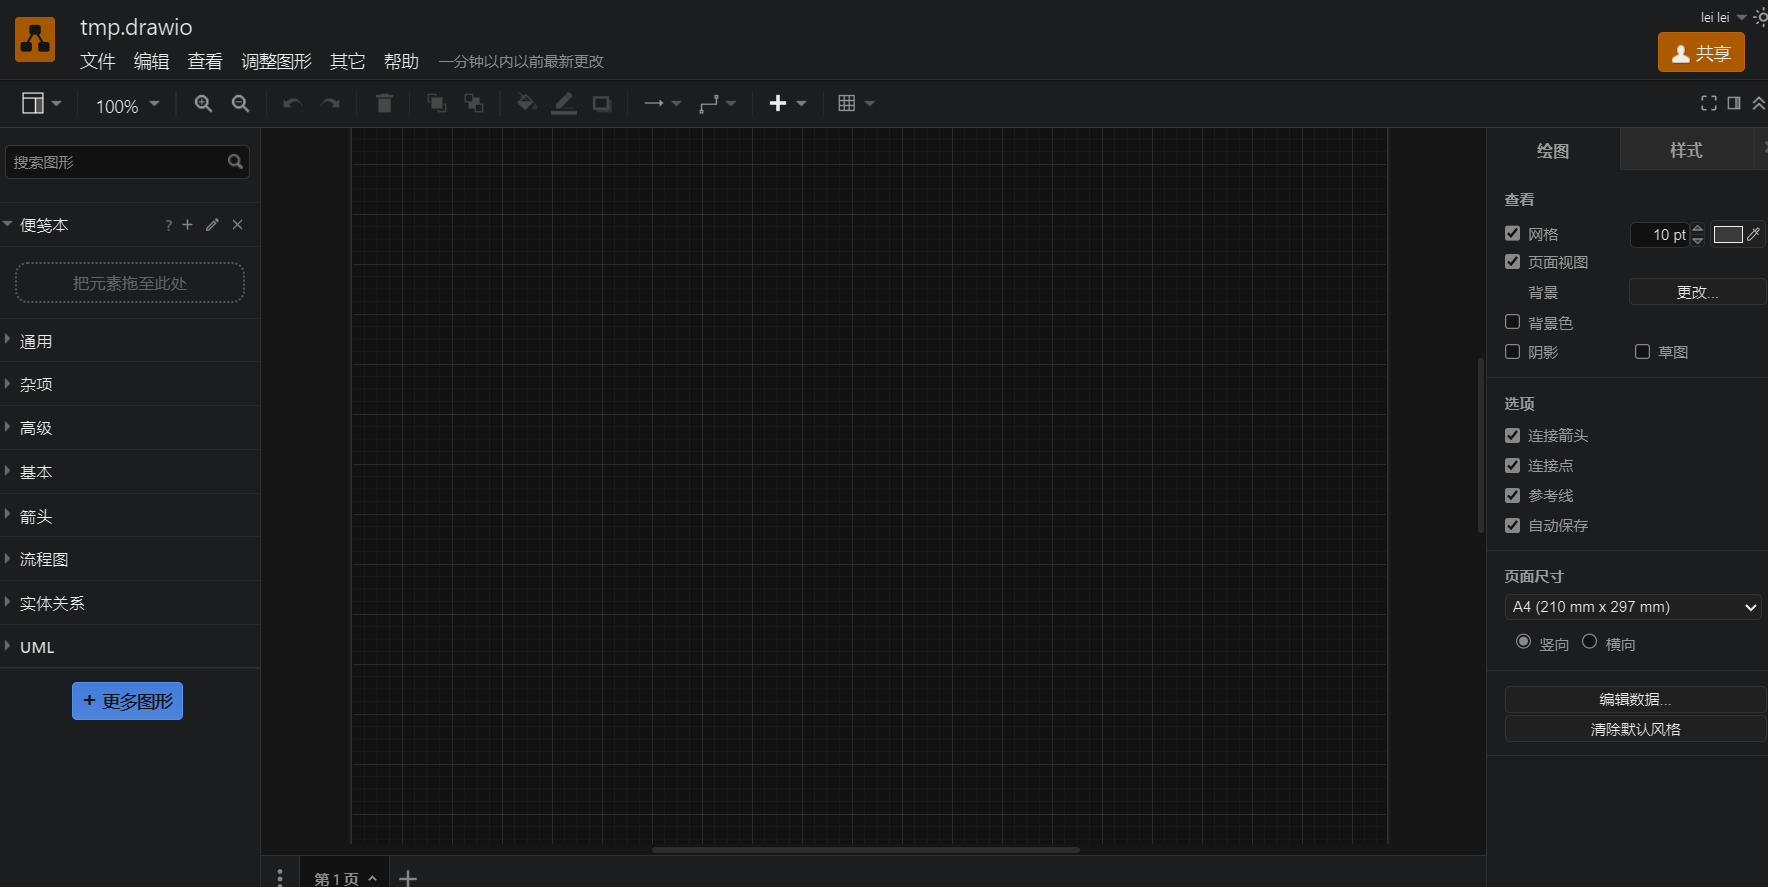 tmp.drawio
文件 编辑 查看 调整图形 其它 帮助 一分钟以内以前最新更改
lei lei
共享
100%
搜索图形
便笺本 ?
把元素拖至此处
通用
杂项
高级
基本
箭头
流程图
实体关系
UML
+ 更多图形
第1页
绘图 样式
查看
网格 10 pt
页面视图
背景 更改...
背景色
阴影 草图
选项
连接箭头
连接点
参考线
自动保存
页面尺寸
A4 (210 mm x 297 mm)
竖向 横向
编辑数据...
清除默认风格